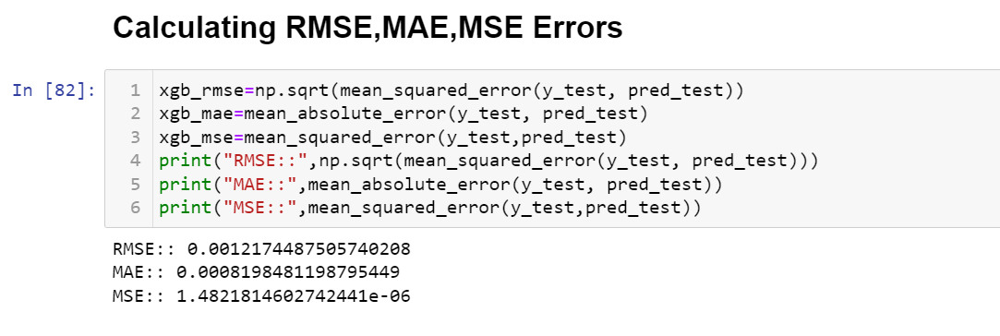 Calculating RMSE,MAE,MSE Errors
In [82]:
1 xgb_rmse=np.sqrt(mean_squared_error(y_test, pred_test))
2 xgb_mae=mean_absolute_error(y_test, pred_test)
3 xgb_mse=mean_squared_error(y_test,pred_test)
4 print("RMSE::",np.sqrt(mean_squared_error(y_test, pred_test)))
5 print("MAE::",mean_absolute_error(y_test, pred_test))
6 print("MSE::",mean_squared_error(y_test,pred_test))
RMSE:: 0.0012174487505740208
MAE:: 0.0008198481198795449
MSE:: 1.4821814602742441e-06